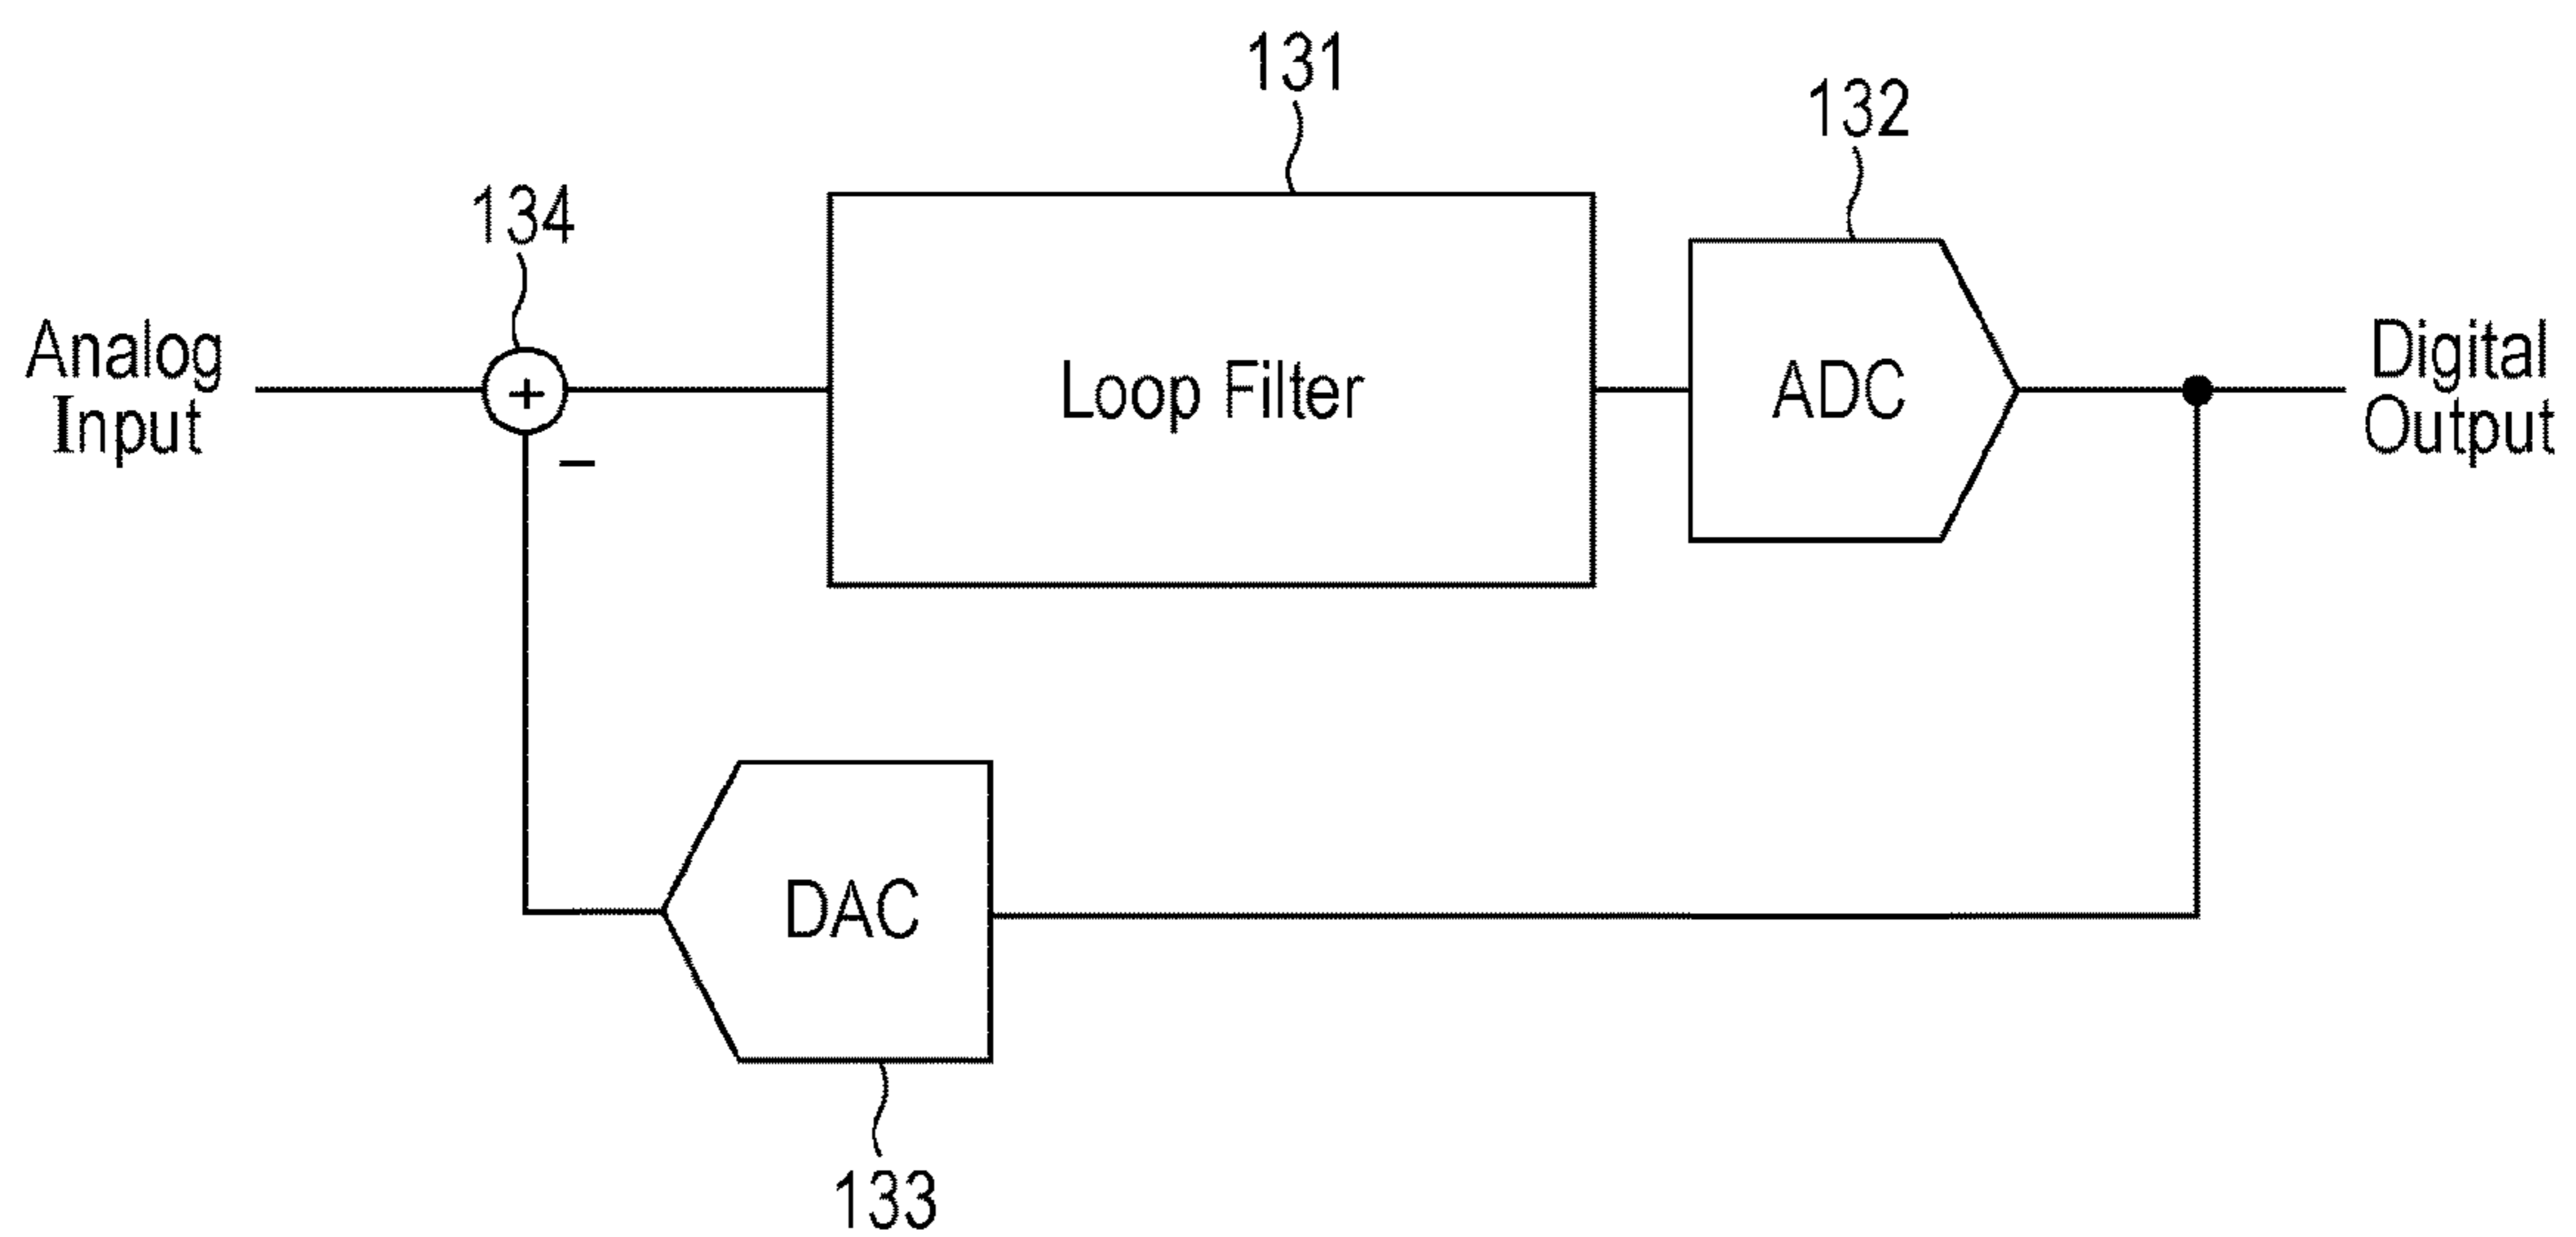 131
132
134
Analog
Input
+
−
Loop Filter
ADC
Digital
Output
DAC
133